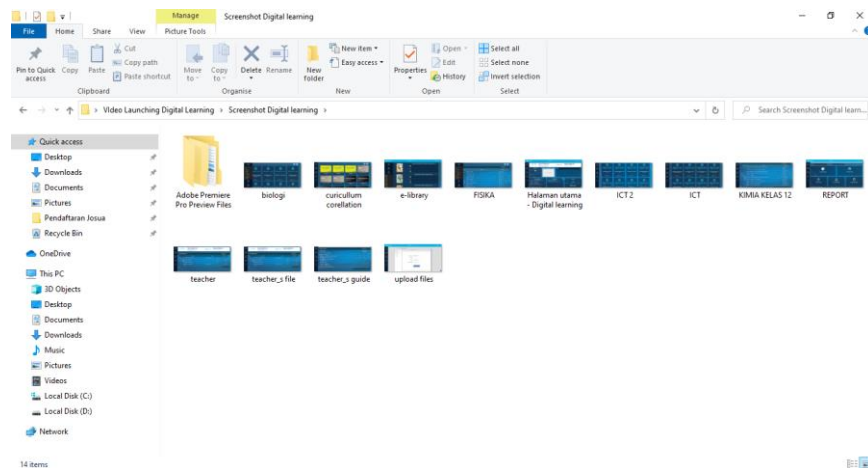 Manage Screenshot Digital learning
File Home Share View Picture Tools
Pin to Quick access
Copy
Paste
Cut
Copy path
Paste shortcut
Clipboard
Move to
Copy to
Delete
Rename
Organise
New folder
New item
Easy access
New
Properties
Open
Edit
History
Open
Select all
Select none
Invert selection
Select
Video Launching Digital Learning > Screenshot Digital learning >
Search Screenshot Digital learn...
Quick access
Desktop
Downloads
Documents
Pictures
Pendaftaran Josua
Recycle Bin
OneDrive
This PC
3D Objects
Desktop
Documents
Downloads
Music
Pictures
Videos
Local Disk (C:)
Local Disk (D:)
Network
Adobe Premiere
Pro Preview Files
biologi
curicullum
corellation
e-library
FISIKA
Halaman utama
- Digital learning
ICT 2
ICT
KIMIA KELAS 12
REPORT
teacher
teacher_s file
teacher_s guide
upload files
14 items